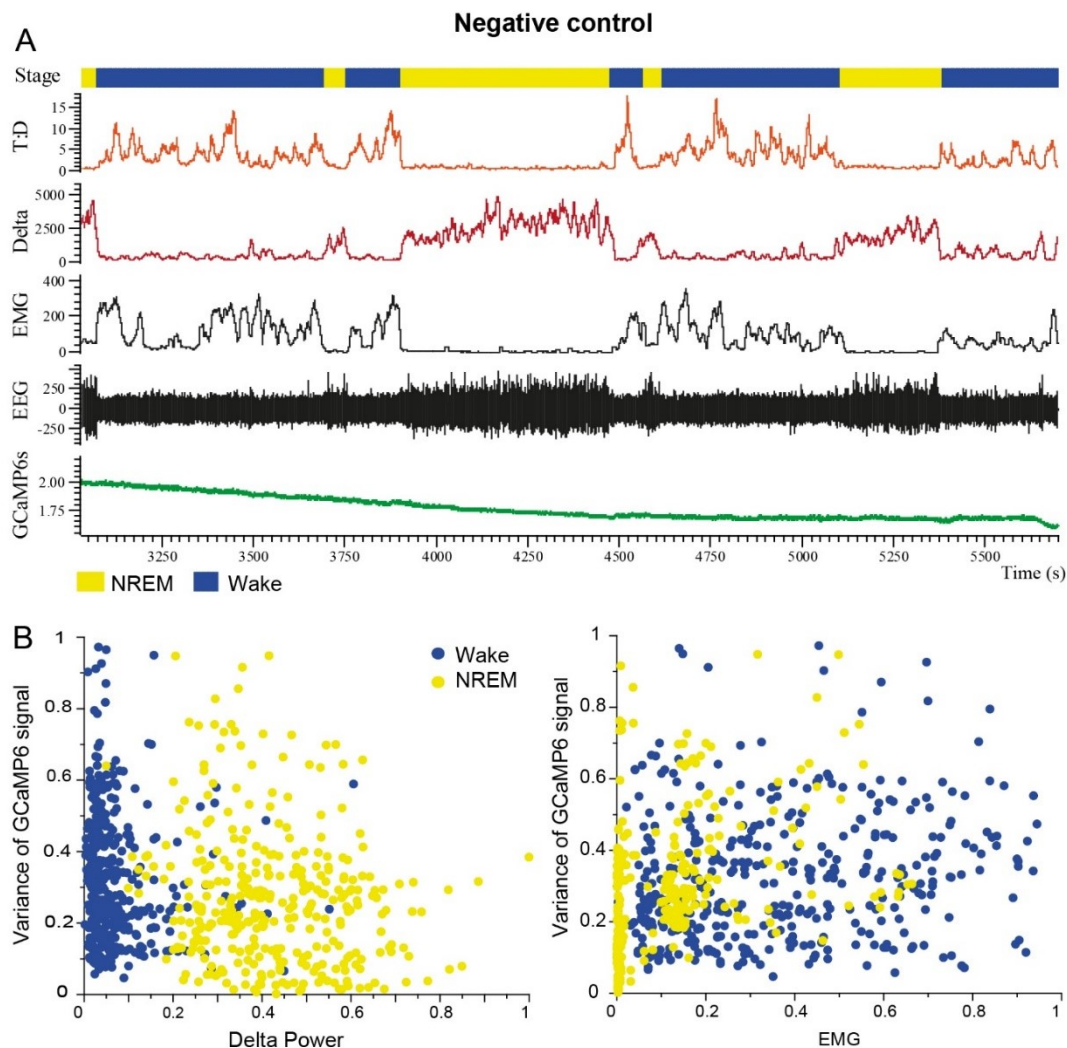 Negative control
A
Stage
T:D
15
10
5
0
Delta
5000
2500
0
EMG
400
200
0
EEG
250
0
-250
GCaMP6s
2.00
1.75
3250 3500 3750 4000 4250 4500 4750 5000 5250 5500
Time (s)
NREM Wake
B
Variance of GCaMP6 signal
1
0.8
0.6
0.4
0.2
0
0 0.2 0.4 0.6 0.8 1
Delta Power
Wake
NREM
Variance of GCaMP6 signal
1
0.8
0.6
0.4
0.2
0
0 0.2 0.4 0.6 0.8 1
EMG